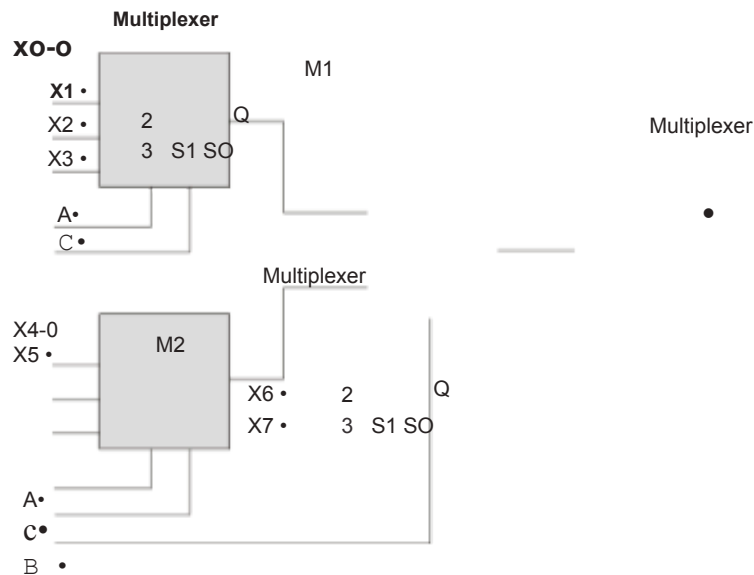 Multiplexer
XO-O
M1
X1 •
X2 •
2
Q
Multiplexer
X3 •
3 S1 SO
A•
C •
Multiplexer
X4-0
M2
X5 •
X6 •
2
Q
X7 •
3 S1 SO
A•
C•
B •